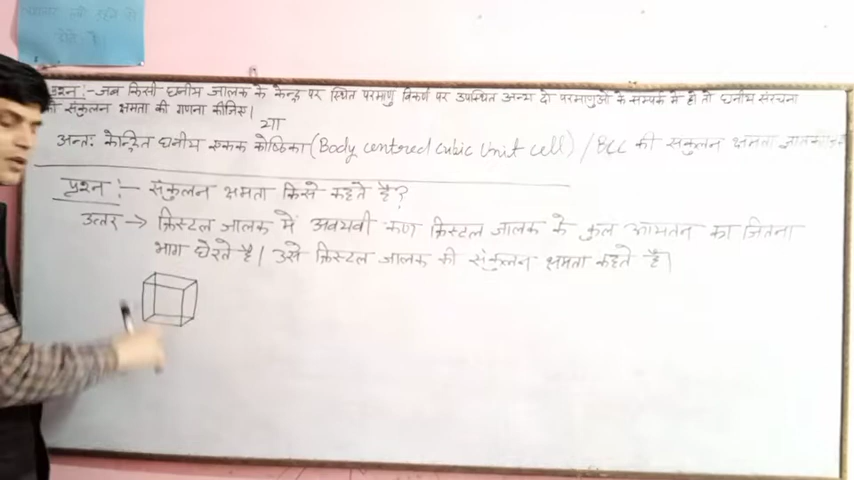 प्रश्न :- जब किसी घनीय जालक के केन्द्र पर स्थित परमाणु विकर्ण पर उपस्थित अन्य दो परमाणुओं के सम्पर्क में हो तो घनीय संरचना
की संकुलन क्षमता की गणना कीजिए।
या
अन्तः केन्द्रित घनीय एकक कोष्ठिका (Body centered cubic Unit cell) / BCC की संकुलन क्षमता
प्रश्न :- संकुलन क्षमता किसे कहते है?
उत्तर → क्रिस्टल जालक में अवयवी कण क्रिस्टल जालक के कुल आयतन का जितना
भाग घेरते है। उसे क्रिस्टल जालक की संकुलन क्षमता कहते है।